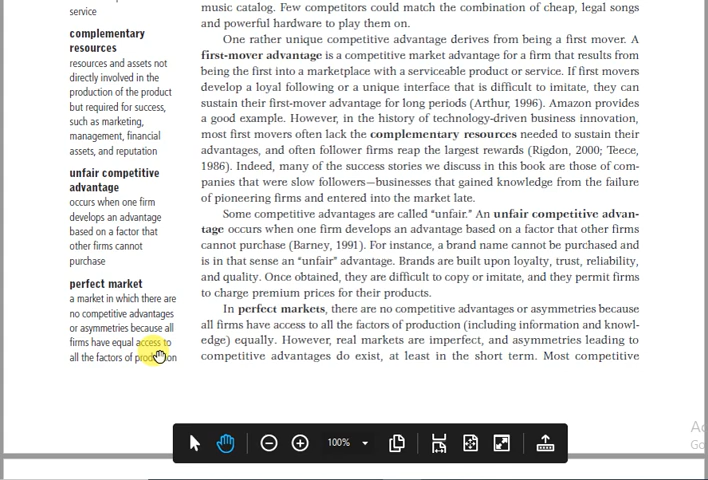 service
complementary
resources
resources and assets not
directly involved in the
production of the product
but required for success,
such as marketing,
management, financial
assets, and reputation
unfair competitive
advantage
occurs when one firm
develops an advantage
based on a factor that
other firms cannot
purchase
perfect market
a market in which there are
no competitive advantages
or asymmetries because all
firms have equal access to
all the factors of production
music catalog. Few competitors could match the combination of cheap, legal songs
and powerful hardware to play them on.
One rather unique competitive advantage derives from being a first mover. A
first-mover advantage is a competitive market advantage for a firm that results from
being the first into a marketplace with a serviceable product or service. If first movers
develop a loyal following or a unique interface that is difficult to imitate, they can
sustain their first-mover advantage for long periods (Arthur, 1996). Amazon provides
a good example. However, in the history of technology-driven business innovation,
most first movers often lack the complementary resources needed to sustain their
advantages, and often follower firms reap the largest rewards (Rigdon, 2000; Teece,
1986). Indeed, many of the success stories we discuss in this book are those of com-
panies that were slow followers—businesses that gained knowledge from the failure
of pioneering firms and entered into the market late.
Some competitive advantages are called "unfair." An unfair competitive advan-
tage occurs when one firm develops an advantage based on a factor that other firms
cannot purchase (Barney, 1991). For instance, a brand name cannot be purchased and
is in that sense an "unfair" advantage. Brands are built upon loyalty, trust, reliability,
and quality. Once obtained, they are difficult to copy or imitate, and they permit firms
to charge premium prices for their products.
In perfect markets, there are no competitive advantages or asymmetries because
all firms have access to all the factors of production (including information and knowl-
edge) equally. However, real markets are imperfect, and asymmetries leading to
competitive advantages do exist, at least in the short term. Most competitive
100%